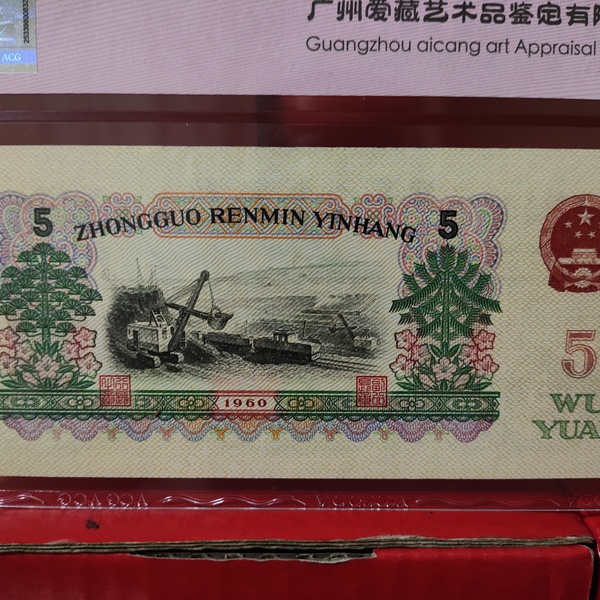 广州爱藏艺术品鉴定有限
Guangzhou aicang art Appraisal
ACG
5 ZHONGGUO RENMIN YINHANG 5
1960
5
WU
YUA